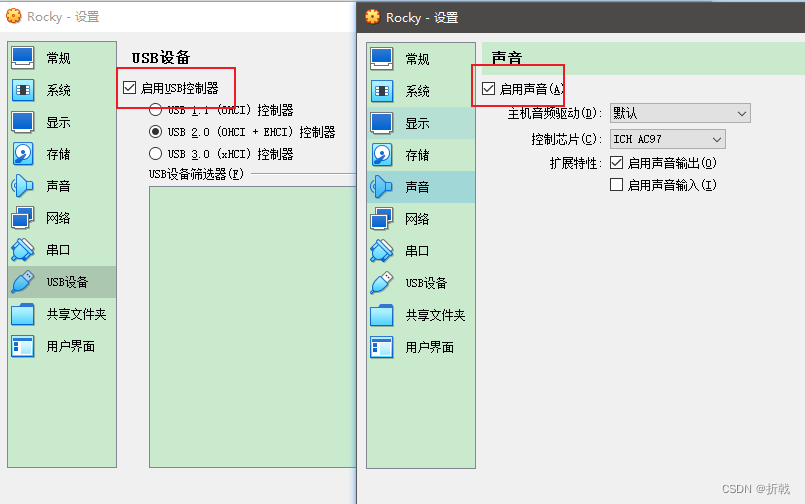 Rocky - 设置
常规
系统
显示
存储
声音
网络
串口
USB设备
共享文件夹
用户界面
USB设备
启用USB控制器
USB 1.1 (OHCI) 控制器
USB 2.0 (OHCI + EHCI) 控制器
USB 3.0 (xHCI) 控制器
USB设备筛选器(F)
Rocky - 设置
常规
系统
显示
存储
声音
网络
串口
USB设备
共享文件夹
用户界面
声音
启用声音(A)
主机音频驱动(D): 默认
控制芯片(C): ICH AC97
扩展特性: 启用声音输出(O)
启用声音输入(I)
CSDN @折戟